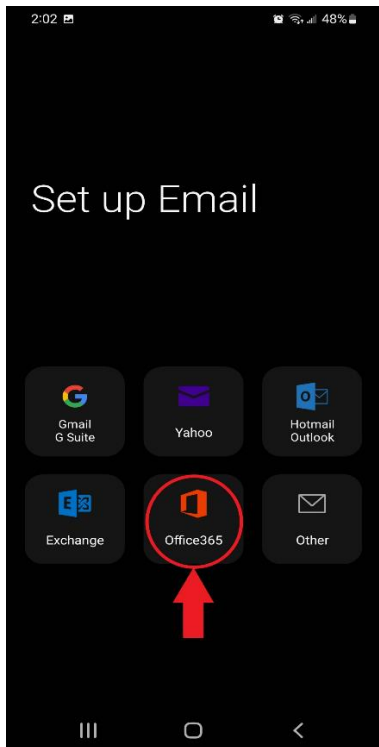 2:02 48%
Set up Email
Gmail
G Suite
Yahoo
Hotmail
Outlook
Exchange
Office365
Other